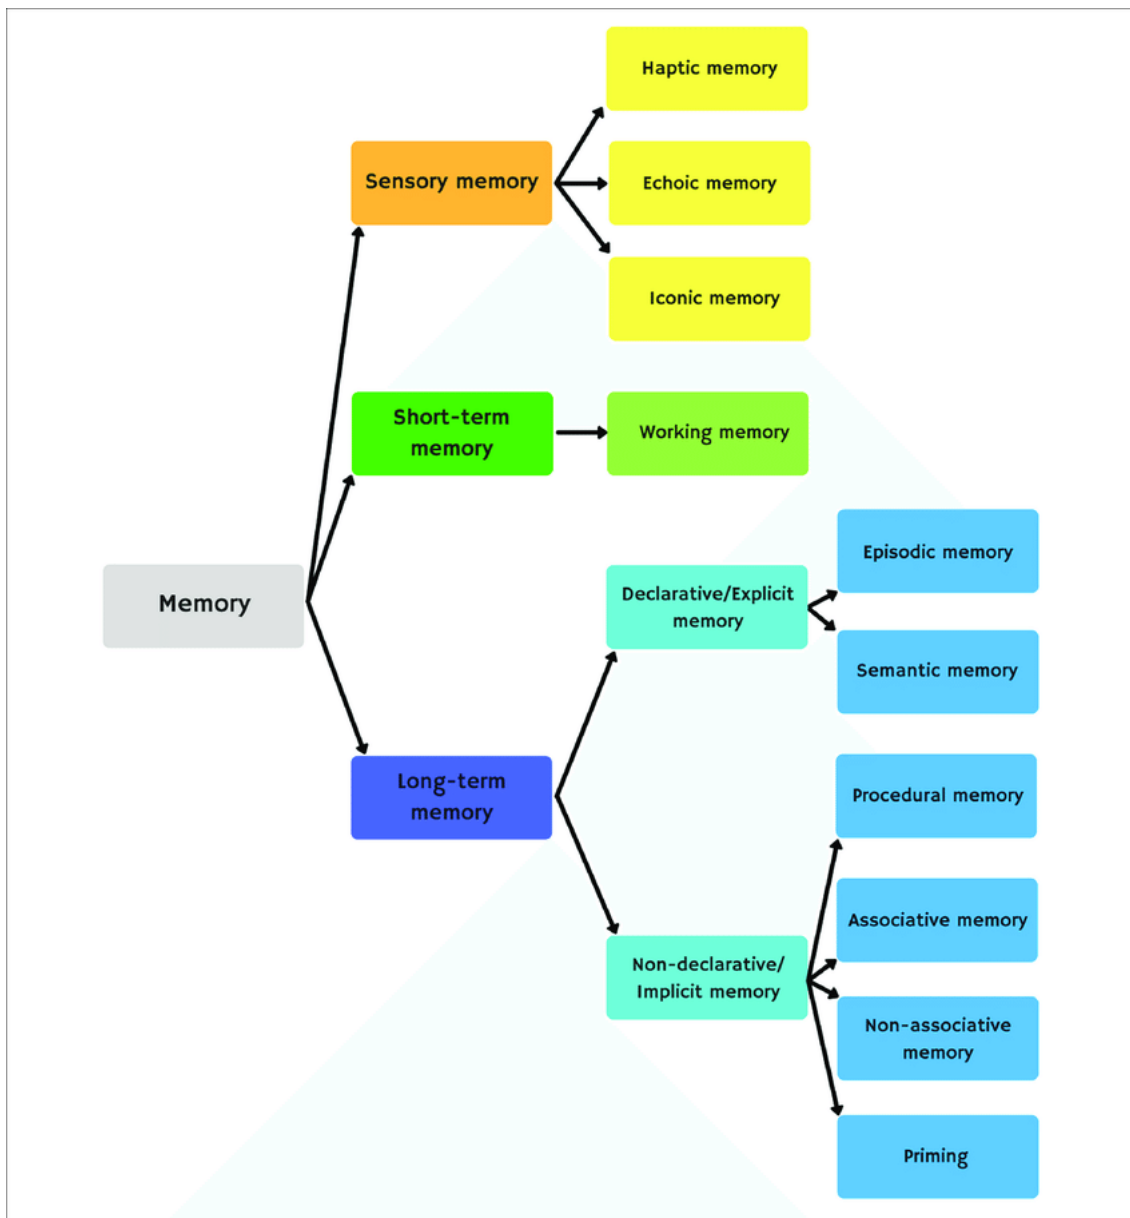 Haptic memory
Sensory memory
Echoic memory
Iconic memory
Short-term
memory
Working memory
Episodic memory
Declarative/Explicit
memory
Memory
Semantic memory
Long-term
memory
Procedural memory
Associative memory
Non-declarative/
Implicit memory
Non-associative
memory
Priming